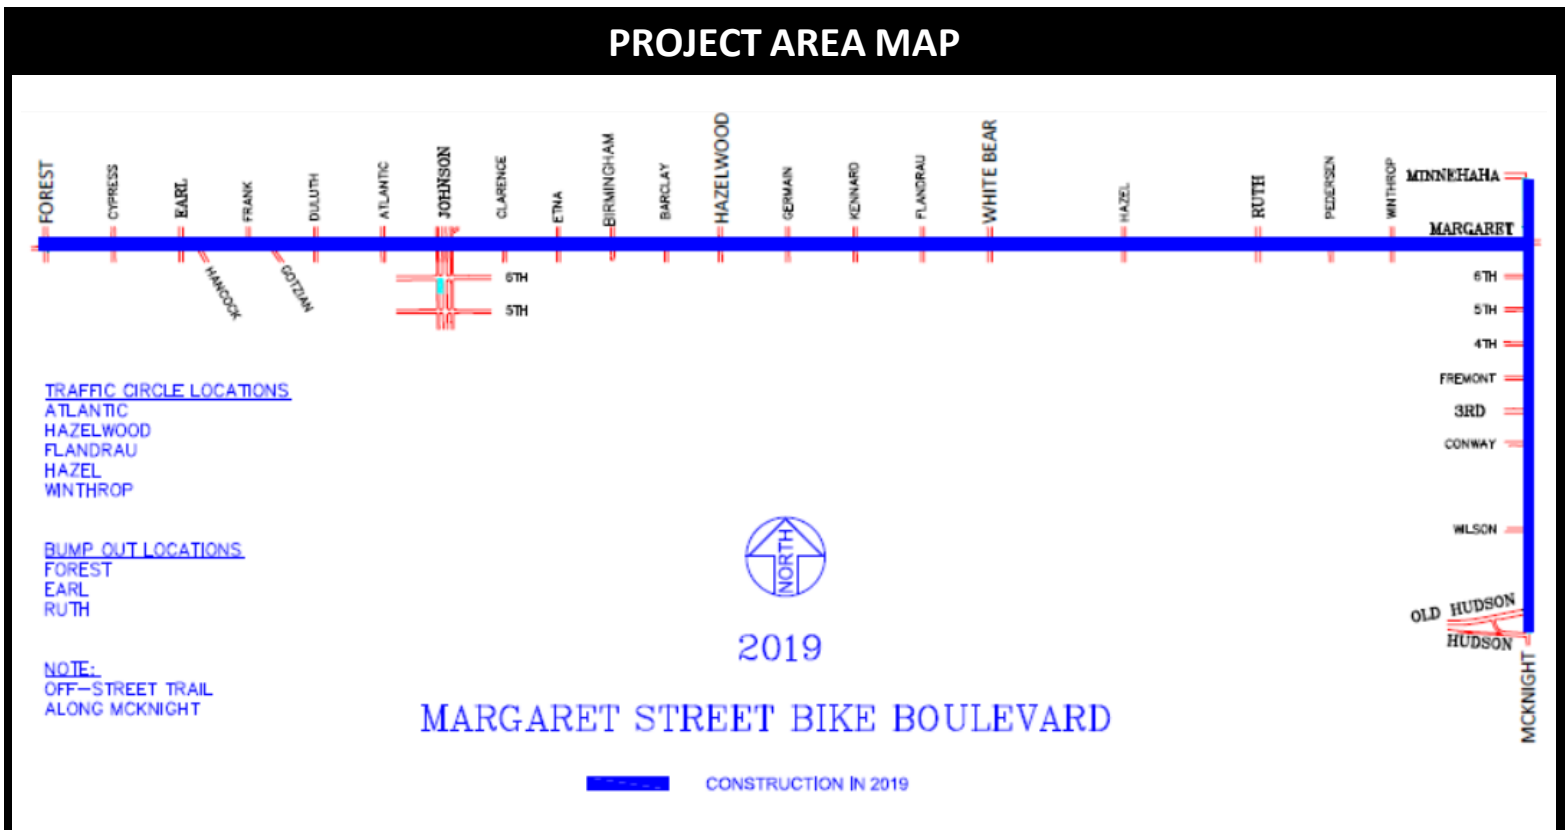 PROJECT AREA MAP
FOREST
CYPRESS
EARL
FRANK
DULUTH
ATLANTIC
JOHNSON
CLARENCE
ETNA
BIRMINGHAM
BARCLAY
HAZELWOOD
GERMAIN
KENNARD
FLANDRAU
WHITE BEAR
HAZEL
RUTH
PEDERSEN
WINTHROP
MINNEHAHA
MARGARET
HANCOCK
GOTZIAN
6TH
5TH
6TH
5TH
4TH
FREMONT
3RD
CONWAY
WILSON
OLD HUDSON
HUDSON
MCKNIGHT
TRAFFIC CIRCLE LOCATIONS
ATLANTIC
HAZELWOOD
FLANDRAU
HAZEL
WINTHROP
BUMP OUT LOCATIONS
FOREST
EARL
RUTH
NOTE:
OFF-STREET TRAIL
ALONG MCKNIGHT
NORTH
2019
MARGARET STREET BIKE BOULEVARD
CONSTRUCTION IN 2019